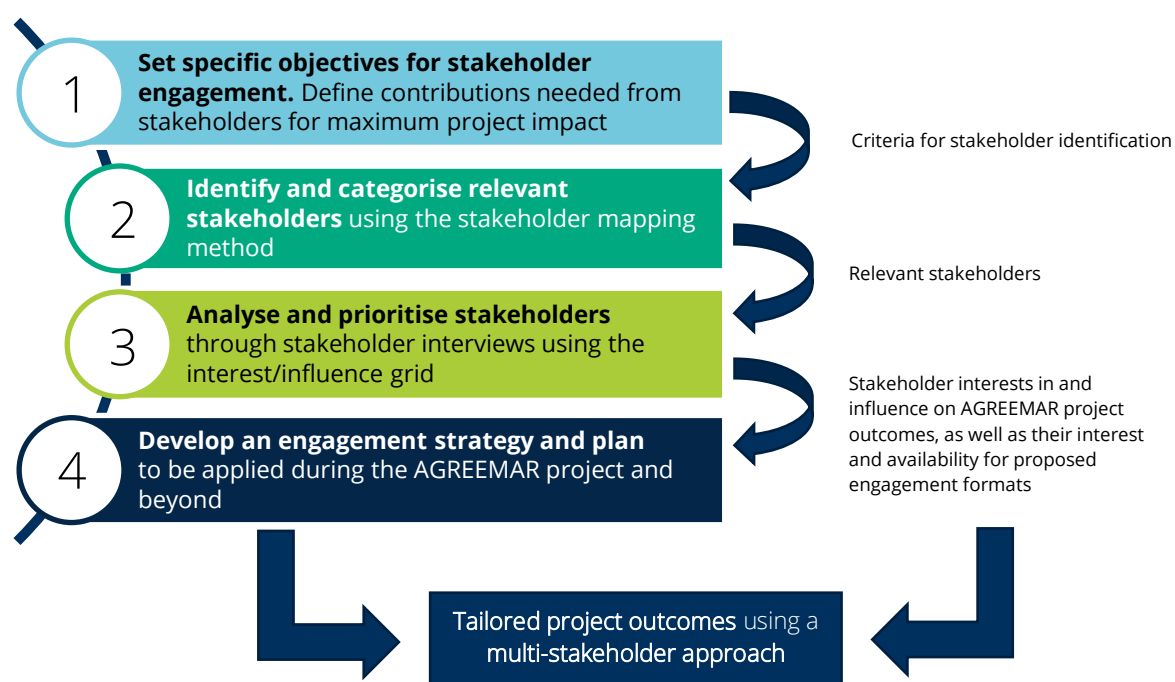 1
Set specific objectives for stakeholder
engagement. Define contributions needed from
stakeholders for maximum project impact
Criteria for stakeholder identification
2
Identify and categorise relevant
stakeholders using the stakeholder mapping
method
Relevant stakeholders
3
Analyse and prioritise stakeholders
through stakeholder interviews using the
interest/influence grid
Stakeholder interests in and
influence on AGREEMAR project
outcomes, as well as their interest
and availability for proposed
engagement formats
4
Develop an engagement strategy and plan
to be applied during the AGREEMAR project and
beyond
Tailored project outcomes using a
multi-stakeholder approach